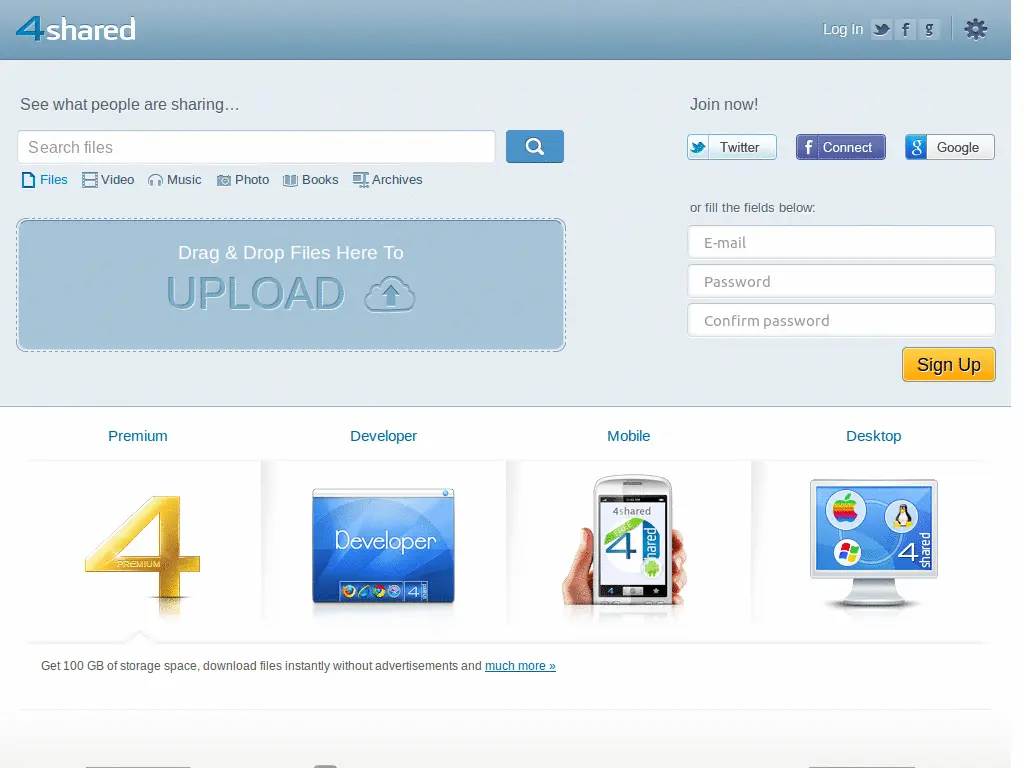 4shared
Log In
See what people are sharing…
Join now!
Search files
Twitter
Connect
Google
Files
Video
Music
Photo
Books
Archives
or fill the fields below:
Drag & Drop Files Here To
UPLOAD
E-mail
Password
Confirm password
Sign Up
Premium
Developer
Mobile
Desktop
4
PREMIUM
Developer
4shared
4shared
4shared
Get 100 GB of storage space, download files instantly without advertisements and much more »